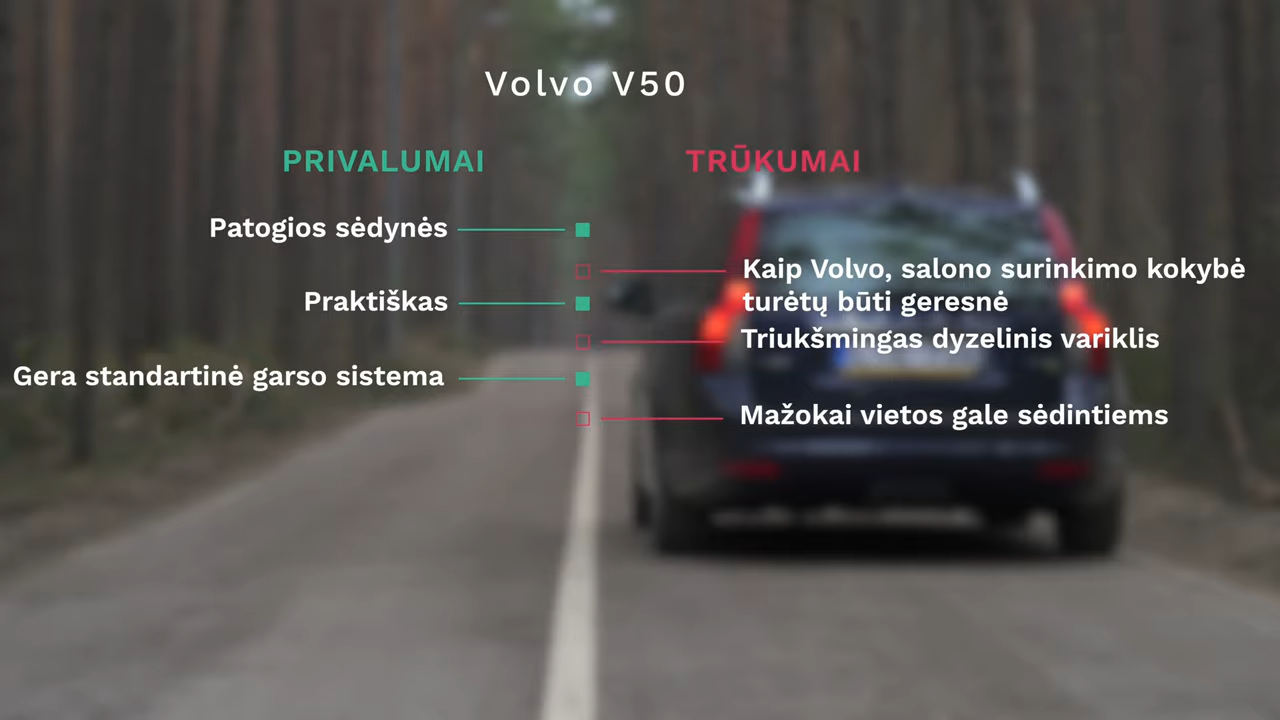 Volvo V50
PRIVALUMAI
TRŪKUMAI
Patogios sėdynės
Praktiškas
Gera standartinė garso sistema
Kaip Volvo, salono surinkimo kokybė
turėtų būti geresnė
Triukšmingas dyzelinis variklis
Mažokai vietos gale sėdintiems